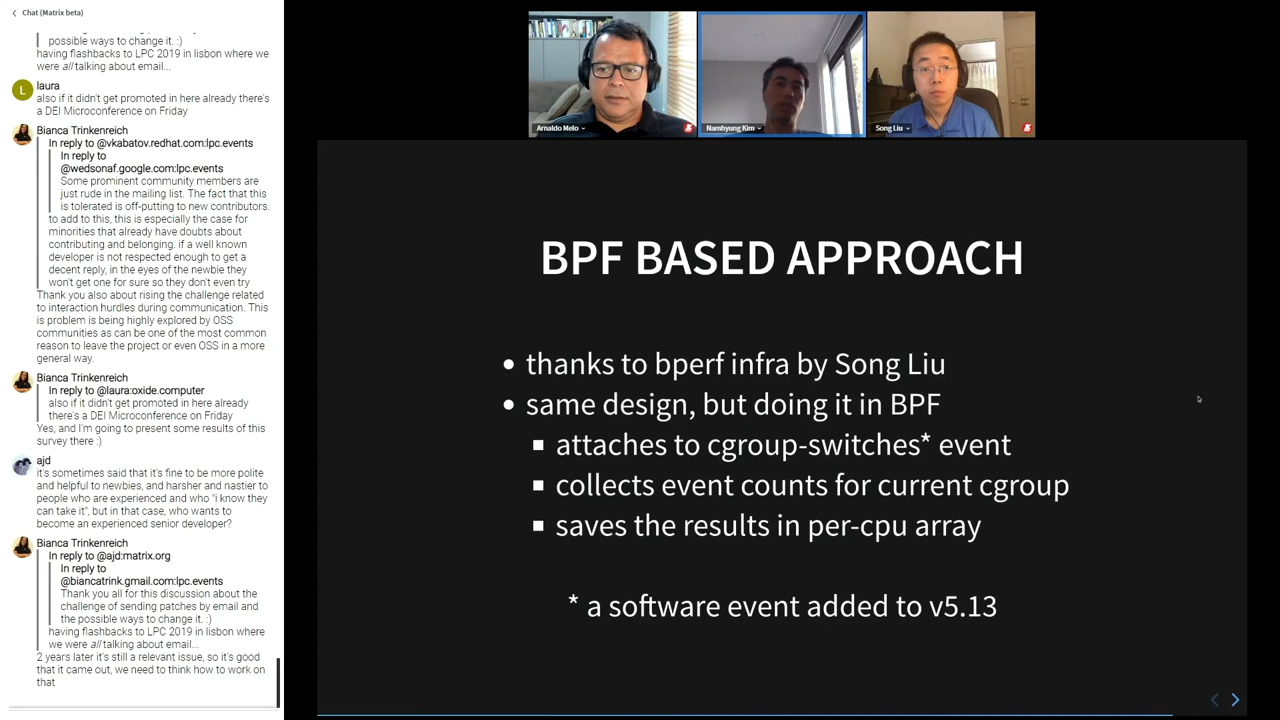 Chat (Matrix beta)
possible ways to change it. :)
having flashbacks to LPC 2019 in lisbon where we
were all talking about email...
L
laura
also if it didn't get promoted in here already there's
a DEI Microconference on Friday
Bianca Trinkenreich
In reply to @vkabatov.redhat.com:lpc.events
In reply to
@wedsonaf.google.com:lpc.events
Some prominent community members are
just rude in the mailing list. The fact that this
is tolerated is off-putting to new contributors.
to add to this, this is especially the case for
minorities that already have doubts about
contributing and belonging. if a well known
developer is not respected enough to get a
decent reply, in the eyes of the newbie they
won't get one for sure so they don't even try
Thank you also about rising the challenge related
to interaction hurdles during communication. This
is problem is being highly explored by OSS
communities as can be one of the most common
reason to leave the project or even OSS in a more
general way.
Bianca Trinkenreich
In reply to @laura:oxide.computer
also if it didn't get promoted in here already
there's a DEI Microconference on Friday
Yes, and I'm going to present some results of this
survey there :)
ajd
it's sometimes said that it's fine to be more polite
and helpful to newbies, and harsher and nastier to
people who are experienced and who "i know they
can take it", but in that case, who wants to
become an experienced senior developer?
Bianca Trinkenreich
In reply to @ajd:matrix.org
In reply to
@biancatrink.gmail.com:lpc.events
Thank you all for this discussion about the
challenge of sending patches by email and
the possible ways to change it. :)
having flashbacks to LPC 2019 in lisbon where
we were all talking about email...
2 years later it's still a relevant issue, so it's good
that it came out, we need to think how to work on
that
Arnaldo Melo
Namhyung Kim
Song Liu
BPF BASED APPROACH
• thanks to bperf infra by Song Liu
• same design, but doing it in BPF
▪ attaches to cgroup-switches* event
▪ collects event counts for current cgroup
▪ saves the results in per-cpu array
* a software event added to v5.13